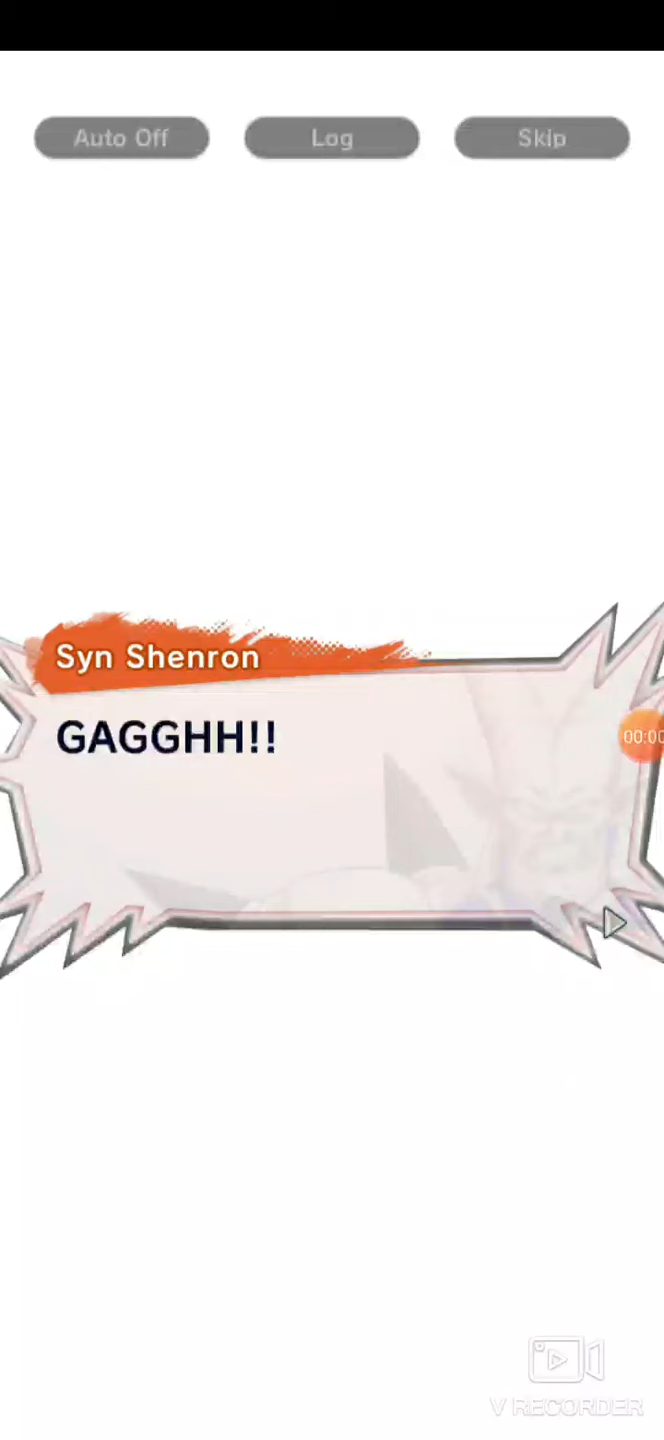 Auto Off
Log
Skip
Syn Shenron
GAGGHH!!
00:00
V RECORDER